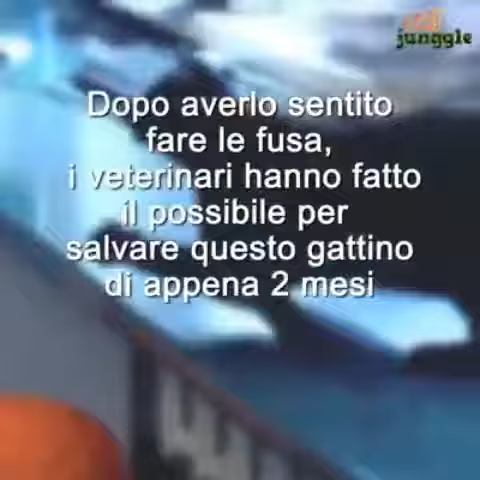 junggle
Dopo averlo sentito
fare le fusa,
i veterinari hanno fatto
il possibile per
salvare questo gattino
di appena 2 mesi